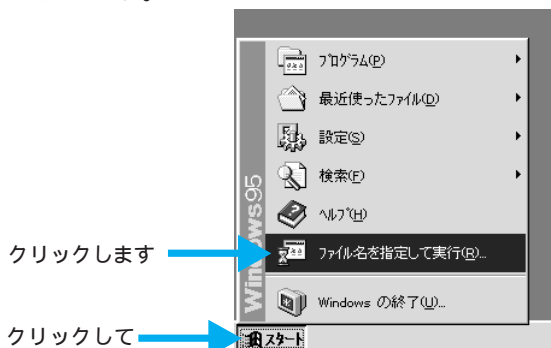 プログラム(P)
最近使ったファイル(D)
設定(S)
検索(F)
ヘルプ(H)
クリックします
ファイル名を指定して実行(R)...
Windows の終了(U)...
Windows95
クリックして
スタート